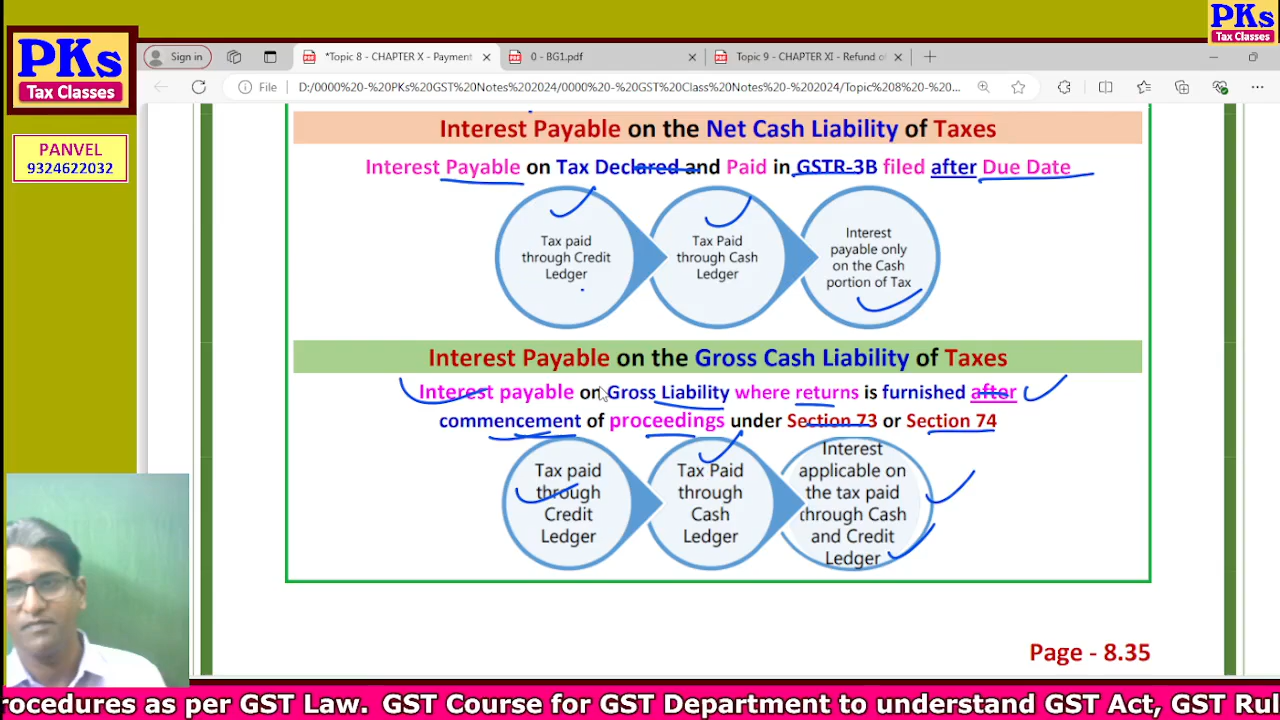 PKs
Tax Classes
PKs
Tax Classes
PANVEL
9324622032
Sign in
*Topic 8 - CHAPTER X - Payment
0 - BG1.pdf
Topic 9 - CHAPTER XI - Refund of
File
D:/0000%20-%20PKs%20GST%20Notes%202024/0000%20-%20GST%20Class%20Notes%20-%202024/Topic%208%20-%20...
Interest Payable on the Net Cash Liability of Taxes
Interest Payable on Tax Declared and Paid in GSTR-3B filed after Due Date
Tax paid
through Credit
Ledger
Tax Paid
through Cash
Ledger
Interest
payable only
on the Cash
portion of Tax
Interest Payable on the Gross Cash Liability of Taxes
Interest payable on Gross Liability where returns is furnished after
commencement of proceedings under Section 73 or Section 74
Tax paid
through
Credit
Ledger
Tax Paid
through
Cash
Ledger
Interest
applicable on
the tax paid
through Cash
and Credit
Ledger
Page - 8.35
rocedures as per GST Law. GST Course for GST Department to understand GST Act, GST Rul